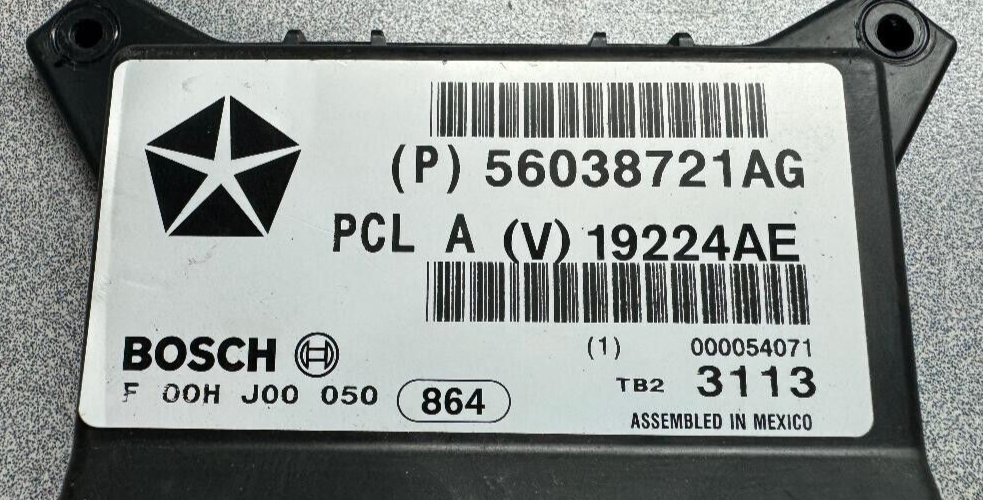 (P) 56038721AG
PCL A (V) 19224AE
(1) 000054071
BOSCH
F 00H J00 050 864
TB2 3113
ASSEMBLED IN MEXICO